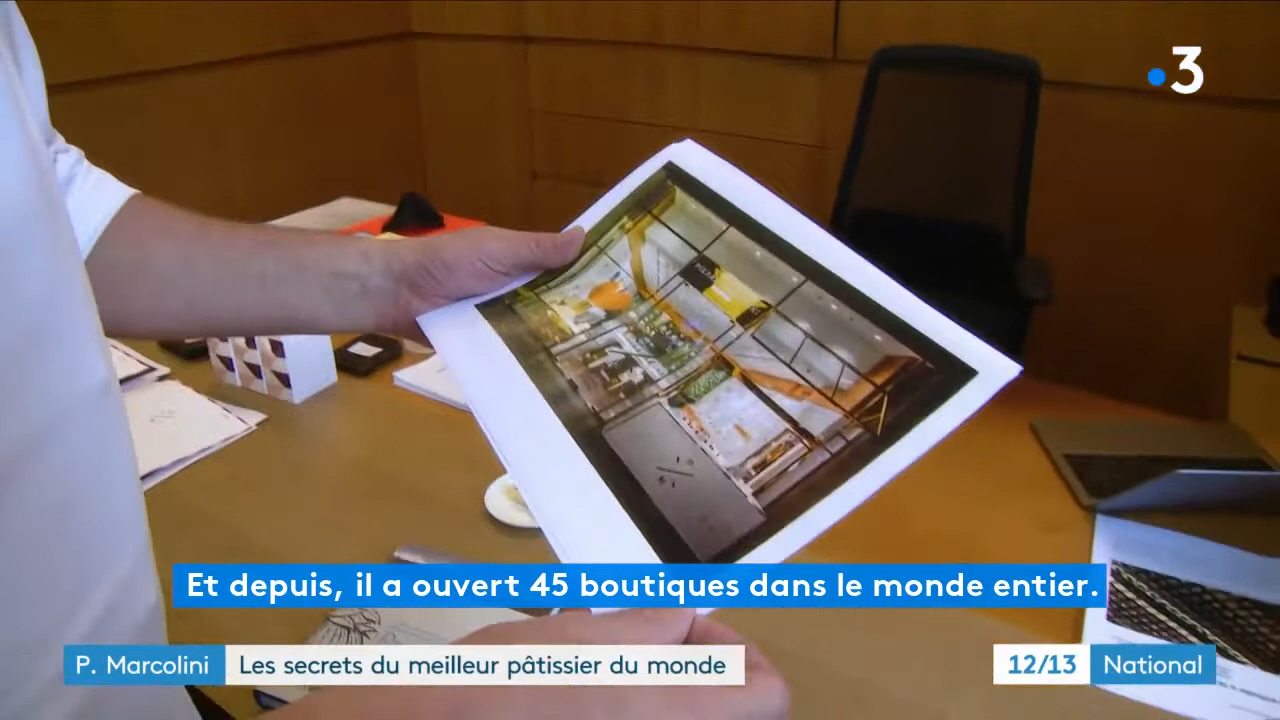 3
Et depuis, il a ouvert 45 boutiques dans le monde entier.
P. Marcolini Les secrets du meilleur pâtissier du monde
12/13 National